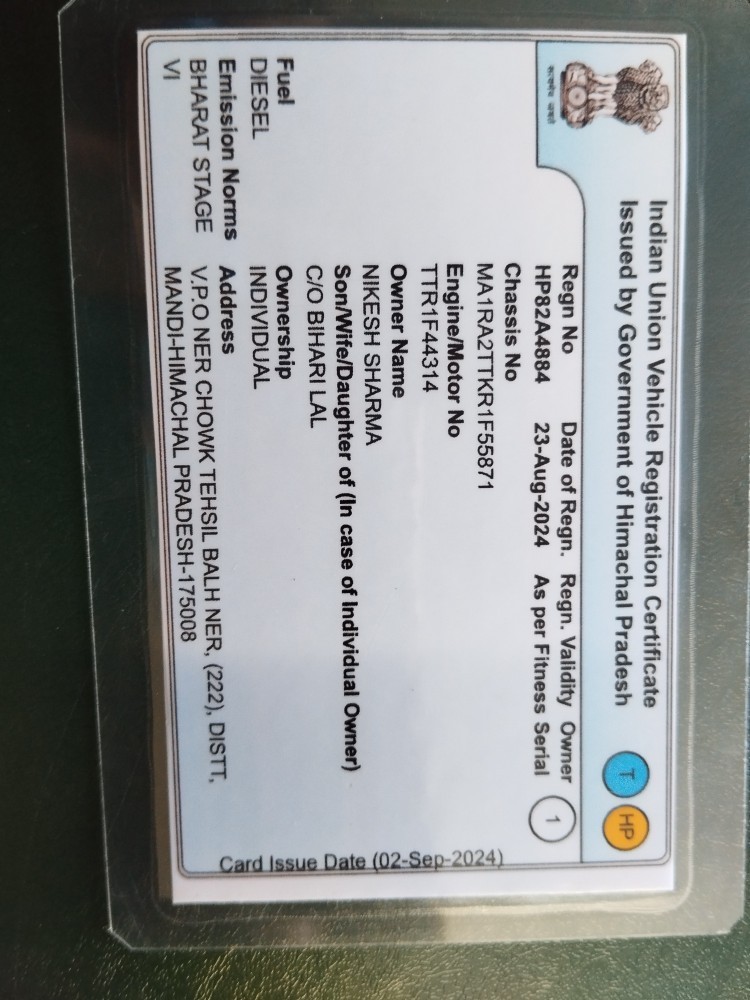 Indian Union Vehicle Registration Certificate
Issued by Government of Himachal Pradesh
T HP
सत्यमेव जयते
Regn No Date of Regn. Regn. Validity Owner
HP82A4884 23-Aug-2024 As per Fitness Serial
1
Chassis No
MA1RA2TTKR1F55871
Engine/Motor No
TTR1F44314
Owner Name
NIKESH SHARMA
Son/Wife/Daughter of (In case of Individual Owner)
C/O BIHARI LAL
Fuel
DIESEL
Ownership
INDIVIDUAL
Emission Norms
BHARAT STAGE
VI
Address
V.P.O NER CHOWK TEHSIL BALH NER, (222), DISTT,
MANDI-HIMACHAL PRADESH-175008
Card Issue Date (02-Sep-2024)